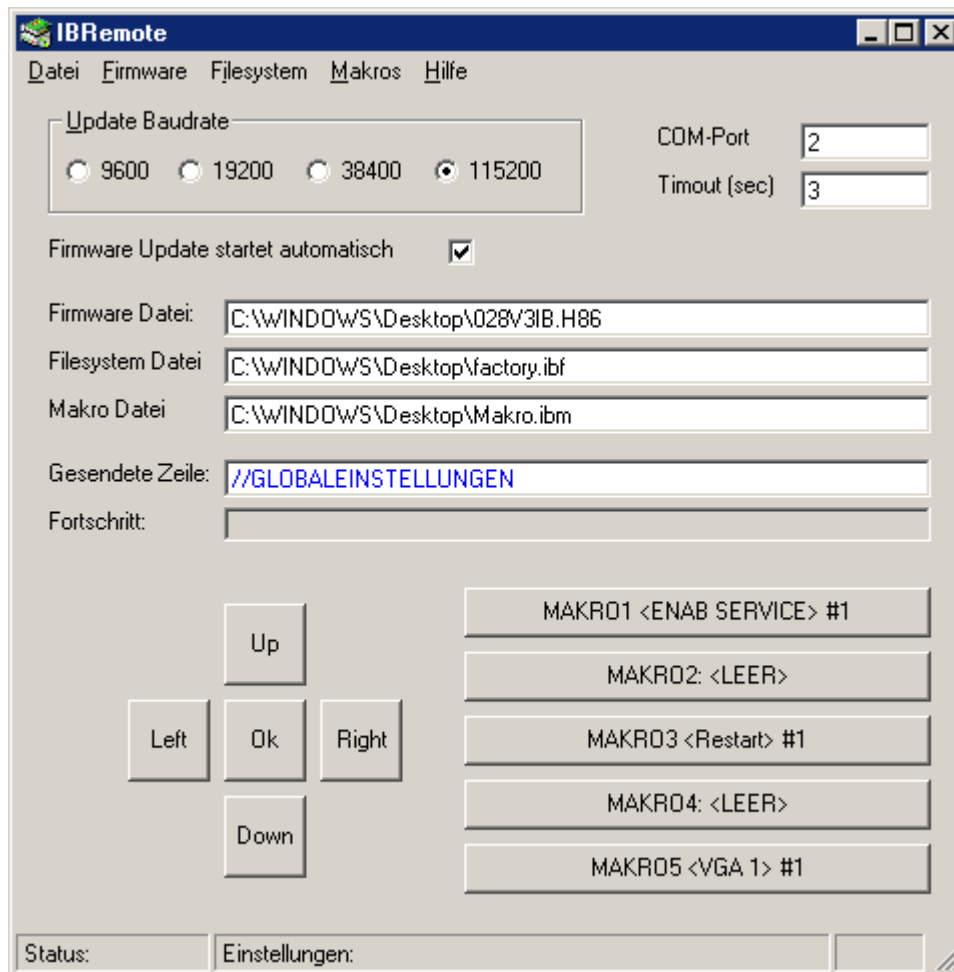 IBRemote
Datei Firmware Filesystem Makros Hilfe
Update Baudrate
9600 19200 38400 115200
COM-Port 2
Timout (sec) 3
Firmware Update startet automatisch
Firmware Datei: C:\WINDOWS\Desktop\028V3IB.H86
Filesystem Datei C:\WINDOWS\Desktop\factory.ibf
Makro Datei C:\WINDOWS\Desktop\Makro.ibm
Gesendete Zeile: //GLOBALEINSTELLUNGEN
Fortschritt:
Up
Left Ok Right
Down
MAKRO1 <ENAB SERVICE> #1
MAKRO2: <LEER>
MAKRO3 <Restart> #1
MAKRO4: <LEER>
MAKRO5 <VGA 1> #1
Status: Einstellungen: